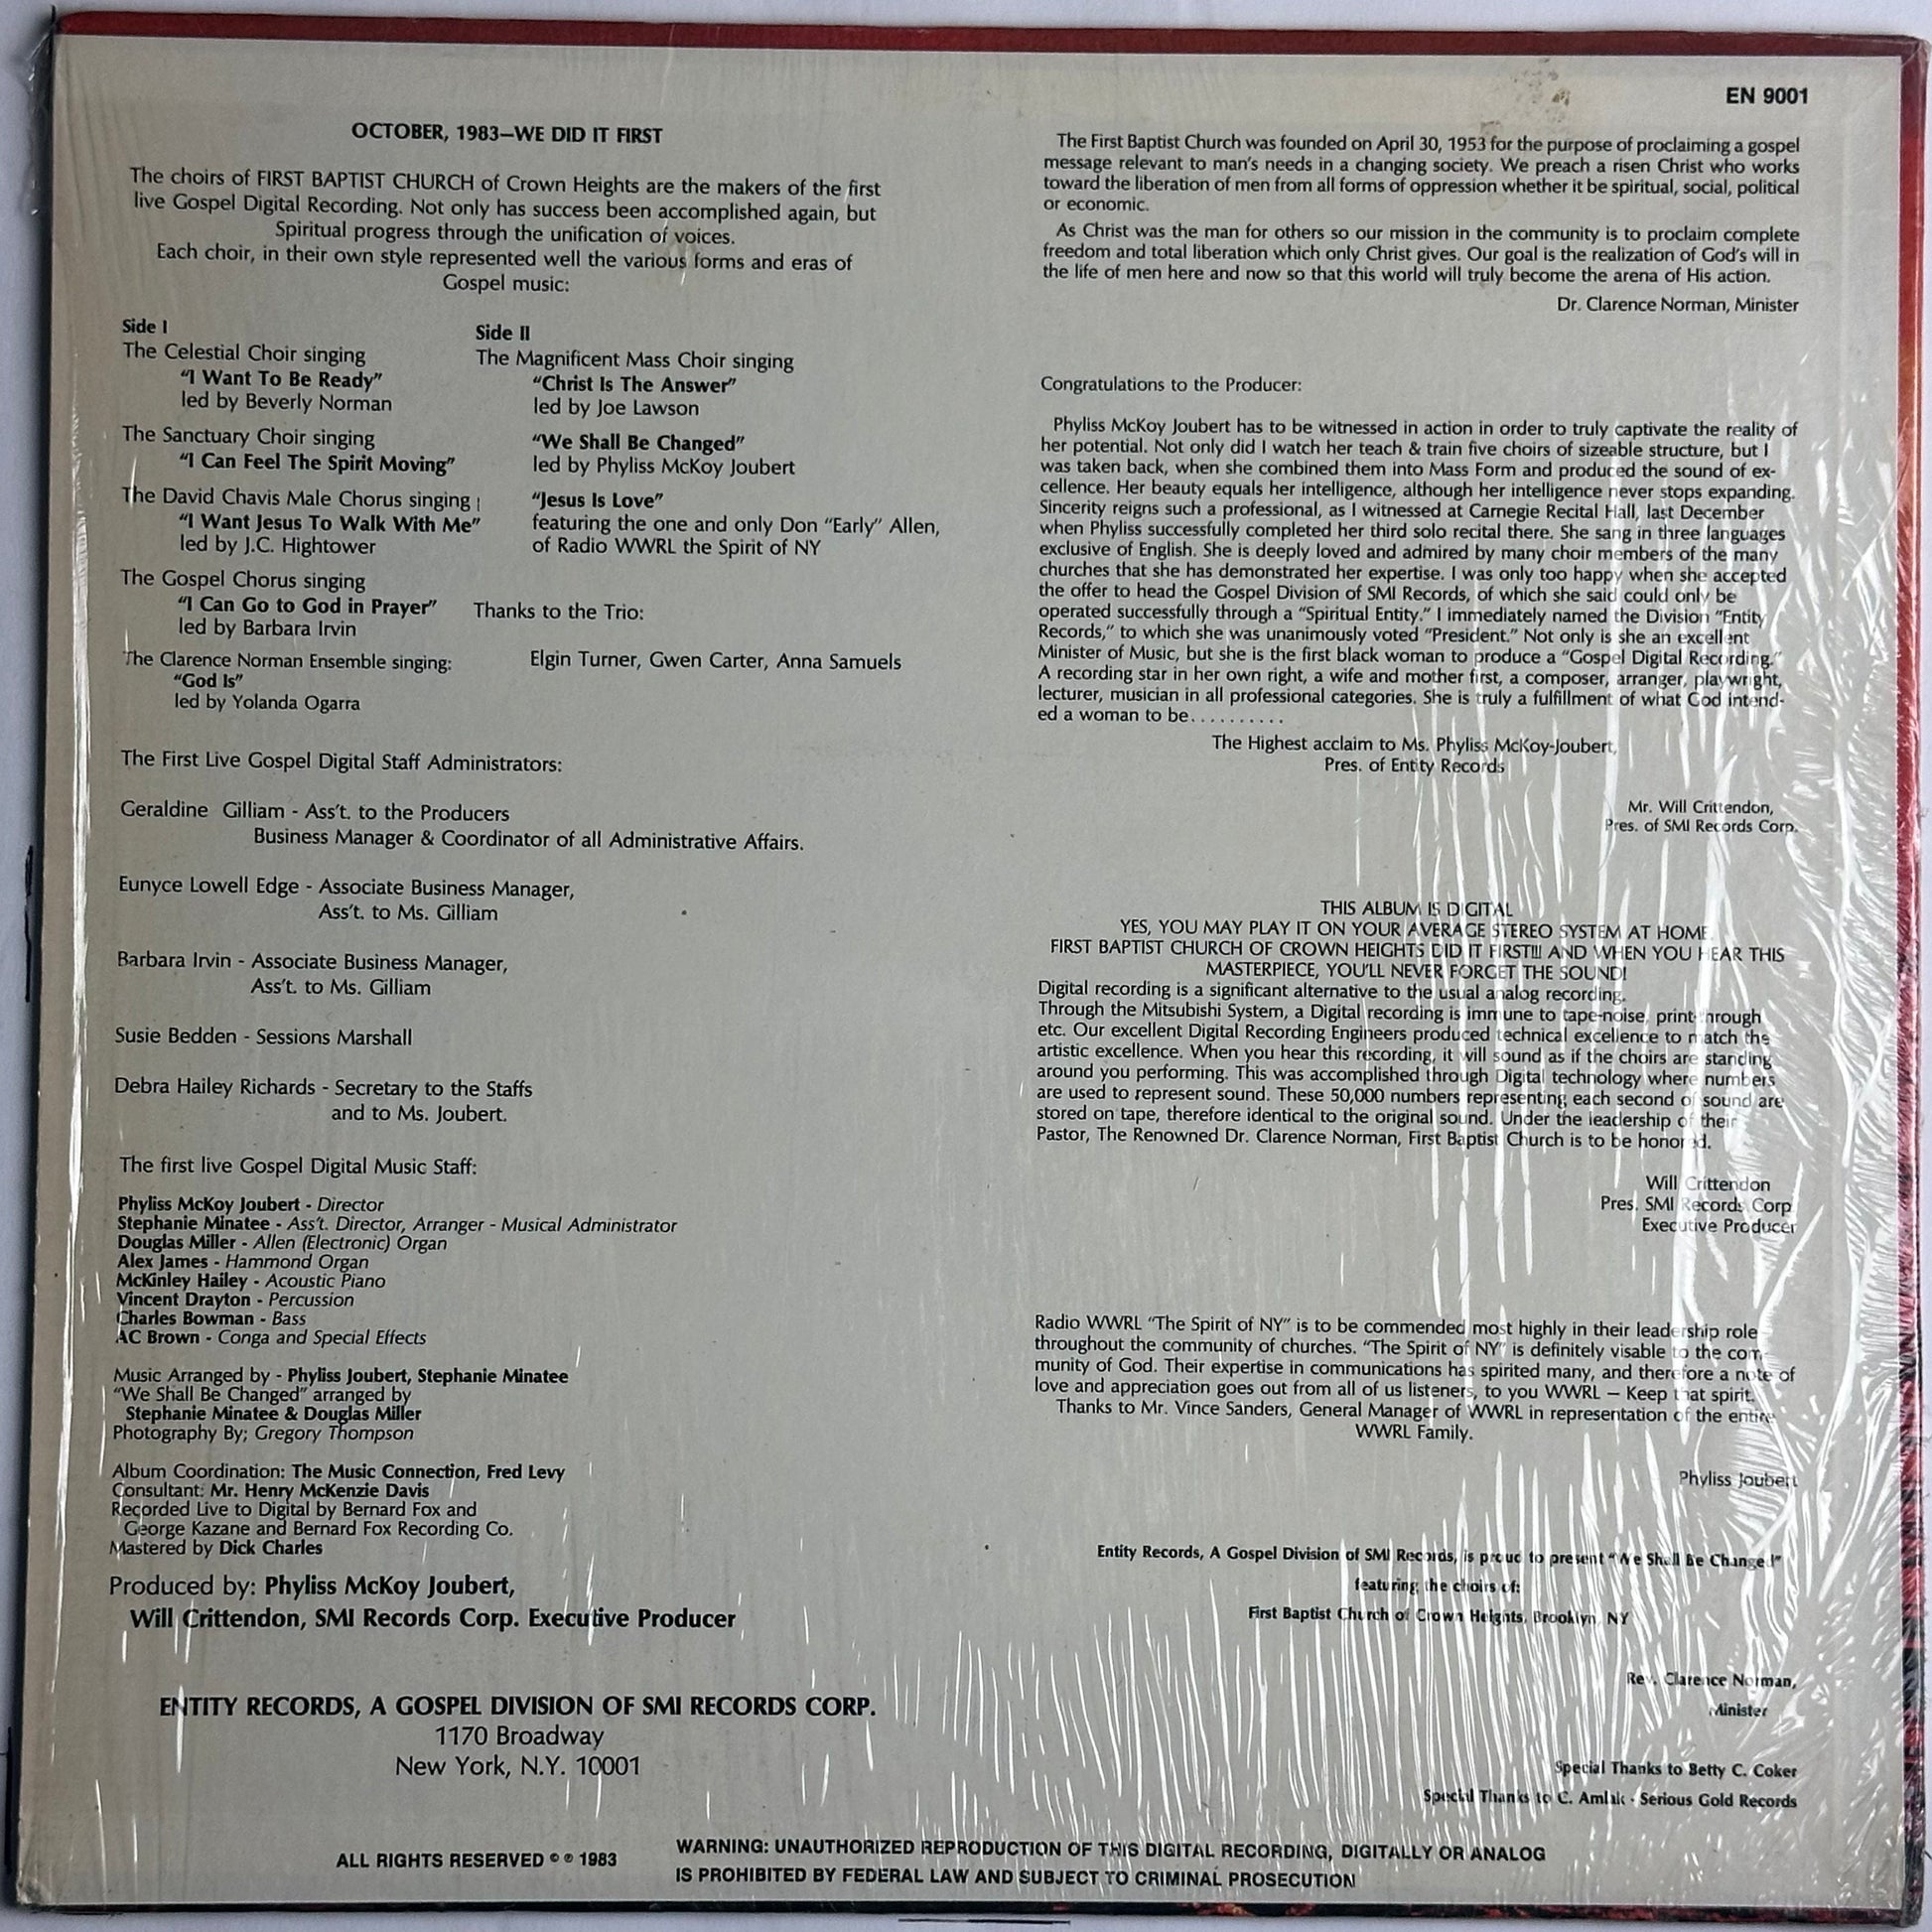 EN 9001
OCTOBER, 1983—WE DID IT FIRST
The choirs of FIRST BAPTIST CHURCH of Crown Heights are the makers of the first
live Gospel Digital Recording. Not only has success been accomplished again, but
Spiritual progress through the unification of voices.
Each choir, in their own style represented well the various forms and eras of
Gospel music:
Side I
The Celestial Choir singing
“I Want To Be Ready”
led by Beverly Norman
The Sanctuary Choir singing
“I Can Feel The Spirit Moving”
The David Chavis Male Chorus singing
“I Want Jesus To Walk With Me”
led by J.C. Hightower
The Gospel Chorus singing
“I Can Go to God in Prayer”
led by Barbara Irvin
The Clarence Norman Ensemble singing:
“God Is”
led by Yolanda Ogarra
Side II
The Magnificent Mass Choir singing
“Christ Is The Answer”
led by Joe Lawson
“We Shall Be Changed”
led by Phyliss McKoy Joubert
“Jesus Is Love”
featuring the one and only Don “Early” Allen,
of Radio WWRL the Spirit of NY
Thanks to the Trio:
Elgin Turner, Gwen Carter, Anna Samuels
The First Live Gospel Digital Staff Administrators:
Geraldine Gilliam - Ass’t. to the Producers
Business Manager & Coordinator of all Administrative Affairs.
Eunyce Lowell Edge - Associate Business Manager,
Ass’t. to Ms. Gilliam
Barbara Irvin - Associate Business Manager,
Ass’t. to Ms. Gilliam
Susie Bedden - Sessions Marshall
Debra Hailey Richards - Secretary to the Staffs
and to Ms. Joubert.
The first live Gospel Digital Music Staff:
Phyliss McKoy Joubert - Director
Stephanie Minatee - Ass’t. Director, Arranger - Musical Administrator
Douglas Miller - Allen (Electronic) Organ
Alex James - Hammond Organ
McKinley Hailey - Acoustic Piano
Vincent Drayton - Percussion
Charles Bowman - Bass
AC Brown - Conga and Special Effects
Music Arranged by - Phyliss Joubert, Stephanie Minatee
“We Shall Be Changed” arranged by
Stephanie Minatee & Douglas Miller
Photography By; Gregory Thompson
Album Coordination: The Music Connection, Fred Levy
Consultant: Mr. Henry McKenzie Davis
Recorded Live to Digital by Bernard Fox and
George Kazane and Bernard Fox Recording Co.
Mastered by Dick Charles
Produced by: Phyliss McKoy Joubert,
Will Crittendon, SMI Records Corp. Executive Producer
ENTITY RECORDS, A GOSPEL DIVISION OF SMI RECORDS CORP.
1170 Broadway
New York, N.Y. 10001
The First Baptist Church was founded on April 30, 1953 for the purpose of proclaiming a gospel
message relevant to man’s needs in a changing society. We preach a risen Christ who works
toward the liberation of men from all forms of oppression whether it be spiritual, social, political
or economic.
As Christ was the man for others so our mission in the community is to proclaim complete
freedom and total liberation which only Christ gives. Our goal is the realization of God’s will in
the life of men here and now so that this world will truly become the arena of His action.
Dr. Clarence Norman, Minister
Congratulations to the Producer:
Phyliss McKoy Joubert has to be witnessed in action in order to truly captivate the reality of
her potential. Not only did I watch her teach & train five choirs of sizeable structure, but I
was taken back, when she combined them into Mass Form and produced the sound of ex-
cellence. Her beauty equals her intelligence, although her intelligence never stops expanding.
Sincerity reigns such a professional, as I witnessed at Carnegie Recital Hall, last December
when Phyliss successfully completed her third solo recital there. She sang in three languages
exclusive of English. She is deeply loved and admired by many choir members of the many
churches that she has demonstrated her expertise. I was only too happy when she accepted
the offer to head the Gospel Division of SMI Records, of which she said could only be
operated successfully through a “Spiritual Entity.” I immediately named the Division “Entity
Records,” to which she was unanimously voted “President.” Not only is she an excellent
Minister of Music, but she is the first black woman to produce a “Gospel Digital Recording.”
A recording star in her own right, a wife and mother first, a composer, arranger, playwright,
lecturer, musician in all professional categories. She is truly a fulfillment of what God intend-
ed a woman to be..........
The Highest acclaim to Ms. Phyliss McKoy-Joubert,
Pres. of Entity Records
Mr. Will Crittendon,
Pres. of SMI Records Corp.
THIS ALBUM IS DIGITAL
YES, YOU MAY PLAY IT ON YOUR AVERAGE STEREO SYSTEM AT HOME
FIRST BAPTIST CHURCH OF CROWN HEIGHTS DID IT FIRST!!! AND WHEN YOU HEAR THIS
MASTERPIECE, YOU’LL NEVER FORGET THE SOUND!
Digital recording is a significant alternative to the usual analog recording.
Through the Mitsubishi System, a Digital recording is immune to tape-noise, print-through
etc. Our excellent Digital Recording Engineers produced technical excellence to match the
artistic excellence. When you hear this recording, it will sound as if the choirs are standing
around you performing. This was accomplished through Digital technology where numbers
are used to represent sound. These 50,000 numbers representing each second of sound are
stored on tape, therefore identical to the original sound. Under the leadership of their
Pastor, The Renowned Dr. Clarence Norman, First Baptist Church is to be honored.
Will Crittendon
Pres. SMI Records Corp
Executive Producer
Radio WWRL “The Spirit of NY” is to be commended most highly in their leadership role
throughout the community of churches. “The Spirit of NY” is definitely visable to the com-
munity of God. Their expertise in communications has spirited many, and therefore a note of
love and appreciation goes out from all of us listeners, to you WWRL — Keep that spirit.
Thanks to Mr. Vince Sanders, General Manager of WWRL in representation of the entire
WWRL Family.
Phyliss Joubert
Entity Records, A Gospel Division of SMI Records, is proud to present “We Shall Be Changed”
featuring the choirs of:
First Baptist Church of Crown Heights, Brooklyn, NY
Rev. Clarence Norman,
Minister
Special Thanks to Betty C. Coker
Special Thanks to C. Amlak - Serious Gold Records
ALL RIGHTS RESERVED © ℗ 1983
WARNING: UNAUTHORIZED REPRODUCTION OF THIS DIGITAL RECORDING, DIGITALLY OR ANALOG
IS PROHIBITED BY FEDERAL LAW AND SUBJECT TO CRIMINAL PROSECUTION